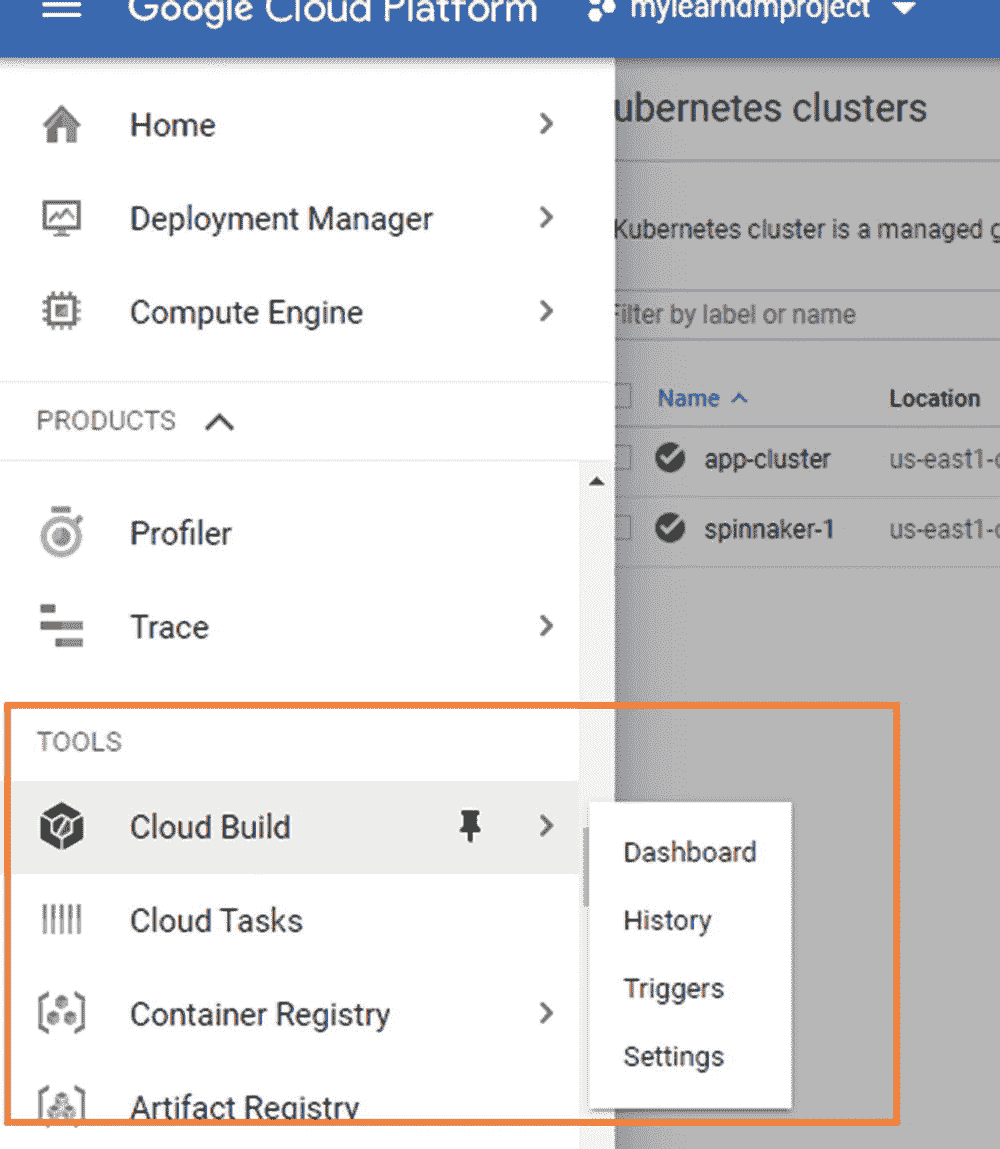 Google Cloud Platform mylearndmproject
Home
Deployment Manager
Compute Engine
PRODUCTS
Profiler
Trace
TOOLS
Cloud Build
Cloud Tasks
Container Registry
Artifact Registry
Dashboard
History
Triggers
Settings
ubernetes clusters
Kubernetes cluster is a managed g
Filter by label or name
Name Location
app-cluster us-east1-c
spinnaker-1 us-east1-c